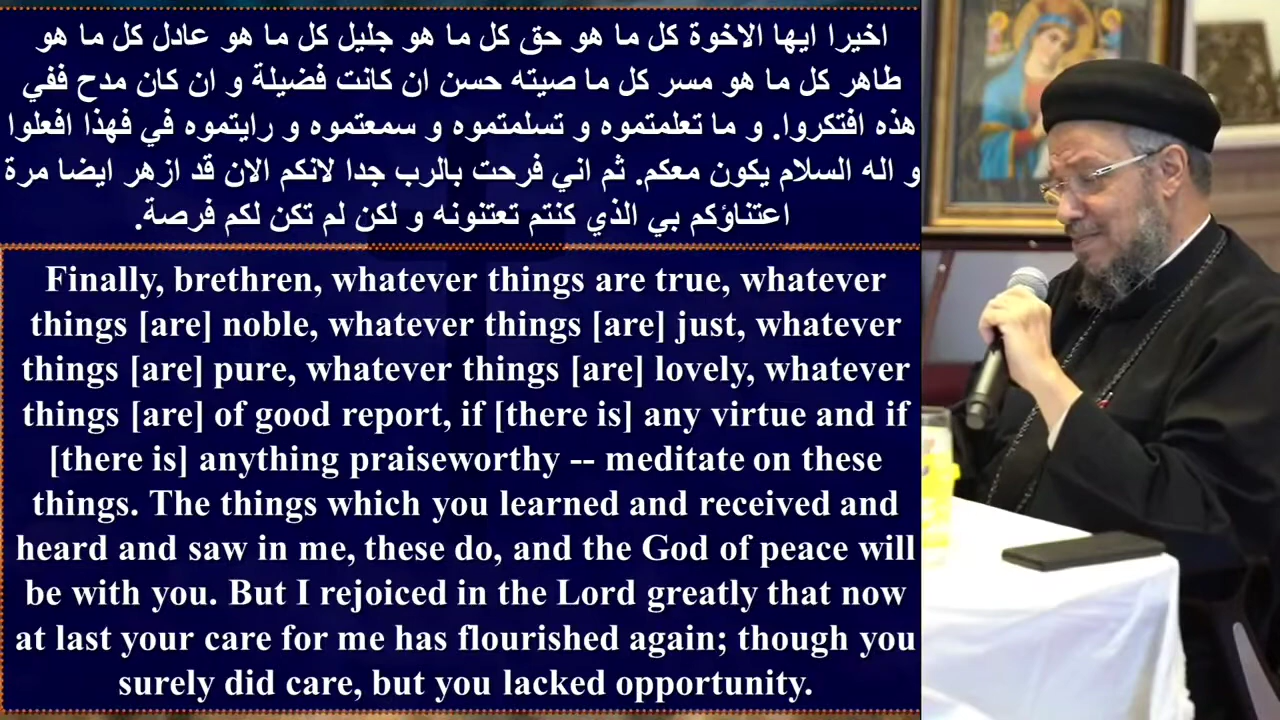 اخيرا ايها الاخوة كل ما هو حق كل ما هو جليل كل ما هو عادل كل ما هو
طاهر كل ما هو مسر كل ما صيته حسن ان كانت فضيلة و ان كان مدح ففي
هذه افتكروا. و ما تعلمتموه و تسلمتموه و سمعتموه و رايتموه في فهذا افعلوا
و اله السلام يكون معكم. ثم اني فرحت بالرب جدا لانكم الان قد ازهر ايضا مرة
اعتناؤكم بي الذي كنتم تعتنونه و لكن لم تكن لكم فرصة.
Finally, brethren, whatever things are true, whatever
things [are] noble, whatever things [are] just, whatever
things [are] pure, whatever things [are] lovely, whatever
things [are] of good report, if [there is] any virtue and if
[there is] anything praiseworthy -- meditate on these
things. The things which you learned and received and
heard and saw in me, these do, and the God of peace will
be with you. But I rejoiced in the Lord greatly that now
at last your care for me has flourished again; though you
surely did care, but you lacked opportunity.